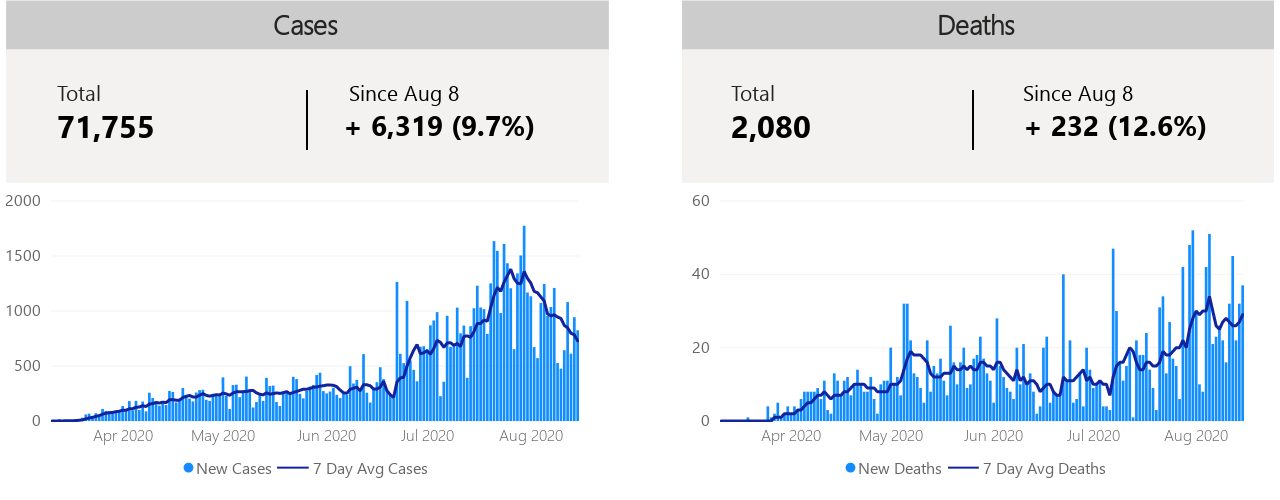 Cases
Total
71,755
Since Aug 8
+ 6,319 (9.7%)
2000
1500
1000
500
0
Apr 2020 May 2020 Jun 2020 Jul 2020 Aug 2020
New Cases 7 Day Avg Cases
Deaths
Total
2,080
Since Aug 8
+ 232 (12.6%)
60
40
20
0
Apr 2020 May 2020 Jun 2020 Jul 2020 Aug 2020
New Deaths 7 Day Avg Deaths